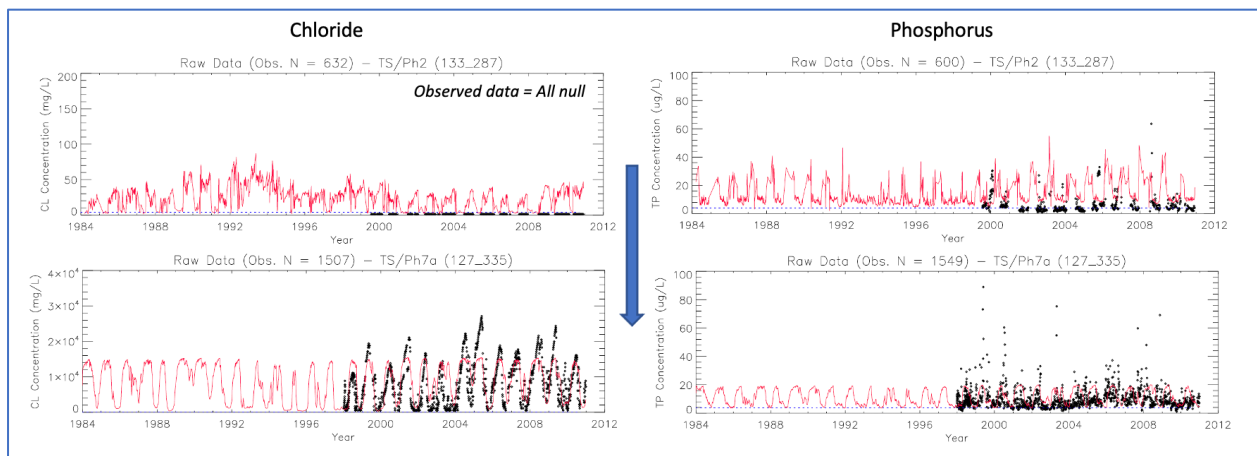 Chloride
Raw Data (Obs. N = 632) – TS/Ph2 (133_287)
CL Concentration (mg/L)
200
150
100
50
0
Observed data = All null
1984 1988 1992 1996 2000 2004 2008 2012
Year
Raw Data (Obs. N = 1507) – TS/Ph7a (127_335)
CL Concentration (mg/L)
4×10⁴
3×10⁴
2×10⁴
1×10⁴
0
1984 1988 1992 1996 2000 2004 2008 2012
Year
Phosphorus
Raw Data (Obs. N = 600) – TS/Ph2 (133_287)
TP Concentration (ug/L)
100
80
60
40
20
0
1984 1988 1992 1996 2000 2004 2008 2012
Year
Raw Data (Obs. N = 1549) – TS/Ph7a (127_335)
TP Concentration (ug/L)
100
80
60
40
20
0
1984 1988 1992 1996 2000 2004 2008 2012
Year